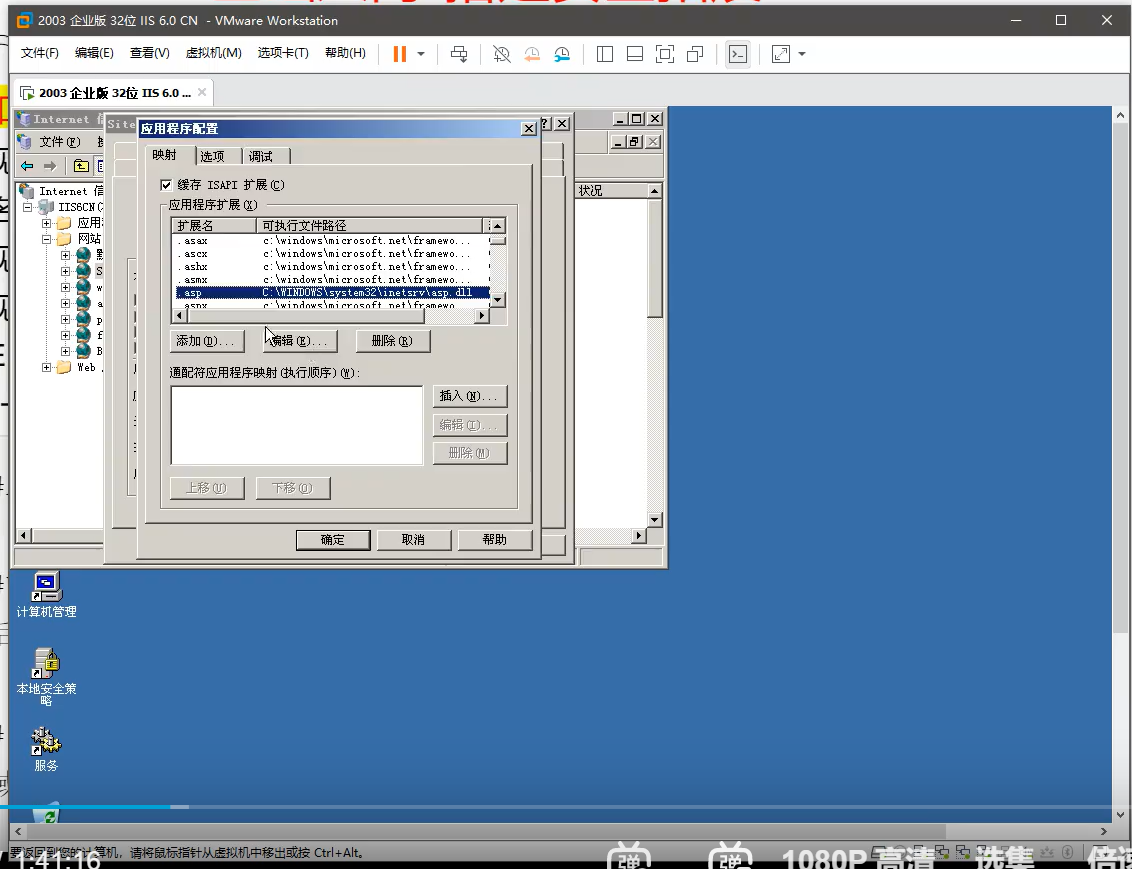 2003 企业版 32位 IIS 6.0 CN - VMware Workstation
文件(F) 编辑(E) 查看(V) 虚拟机(M) 选项卡(T) 帮助(H)
2003 企业版 32位 IIS 6.0 ...
Internet 信
Site
应用程序配置
文件(F)
映射 选项 调试
Internet 信
IIS6CN(
应用
网站
Web
状况
缓存 ISAPI 扩展(C)
应用程序扩展(X)
扩展名 可执行文件路径
.asax c:\windows\microsoft.net\framewo...
.ascx c:\windows\microsoft.net\framewo...
.ashx c:\windows\microsoft.net\framewo...
.asmx c:\windows\microsoft.net\framewo...
.asp C:\WINDOWS\system32\inetsrv\asp.dll
.aspx c:\windows\microsoft.net\framewo
添加(D)... 编辑(E)... 删除(R)
通配符应用程序映射(执行顺序)(W):
插入(N)...
编辑(I)...
删除(M)
上移(U) 下移(O)
确定 取消 帮助
计算机管理
本地安全策
略
服务
要返回到您的计算机，请将鼠标指针从虚拟机中移出或按 Ctrl+Alt。
1:41:16
弹 弹 1080P 高清 选集 倍速